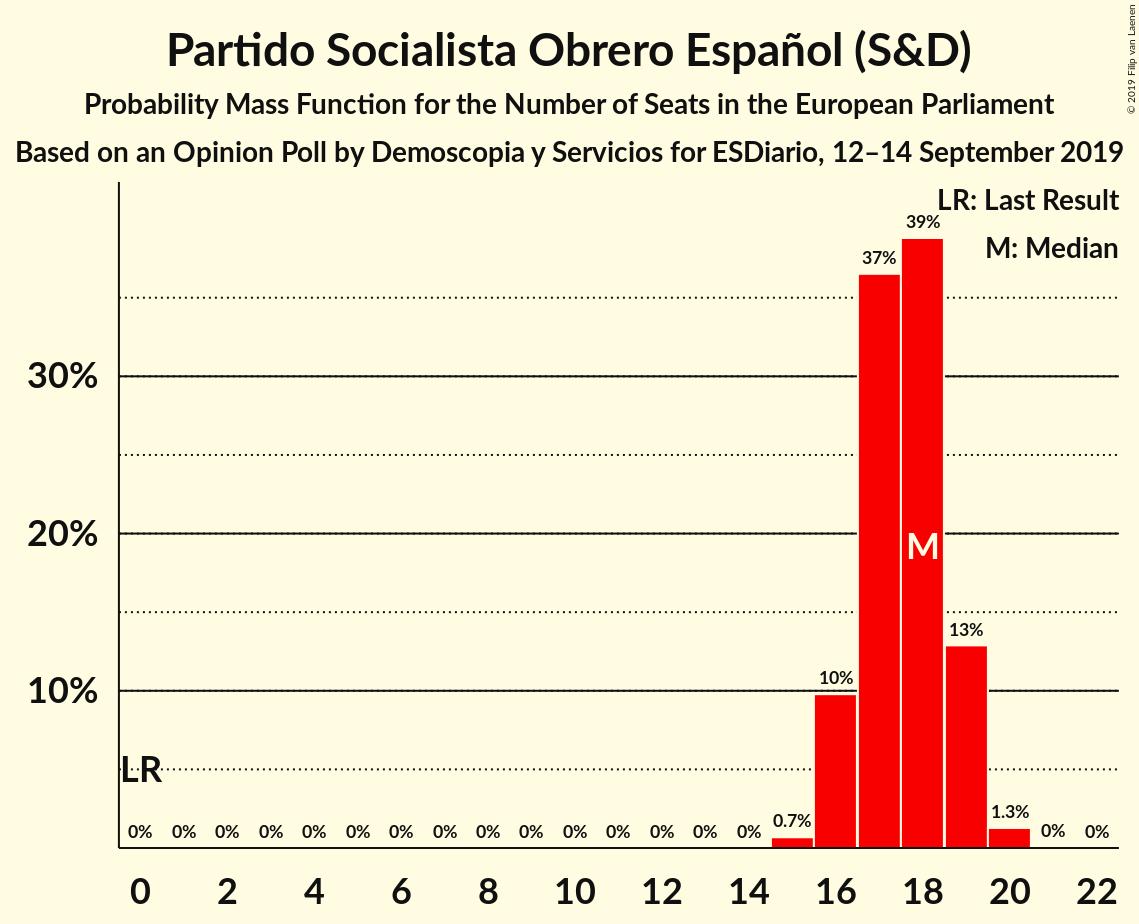 Partido Socialista Obrero Español (S&D)
Probability Mass Function for the Number of Seats in the European Parliament
Based on an Opinion Poll by Demoscopia y Servicios for ESDiario, 12–14 September 2019
© 2019 Filip van Laenen
LR: Last Result
M: Median
39%
37%
30%
20%
M
13%
10%
10%
LR
0% 0% 0% 0% 0% 0% 0% 0% 0% 0% 0% 0% 0% 0% 0% 0.7% 1.3% 0% 0%
0 2 4 6 8 10 12 14 16 18 20 22